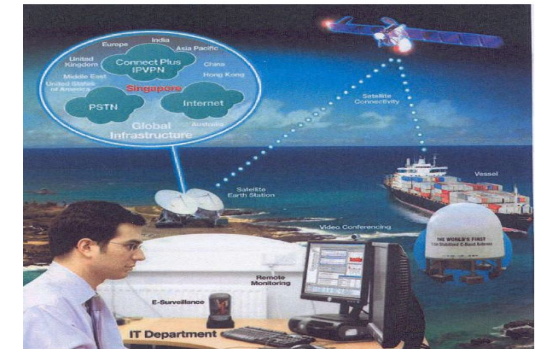 India
Europe
Asia Pacific
United
Kingdom
Connect Plus
IPVPN
China
Middle East
Hong Kong
United States
of America
Singapore
PSTN
Internet
Australia
Global
Infrastructure
Satellite
Connectivity
Satellite
Earth Station
Vessel
Video Conferencing
THE WORLD'S FIRST
Remote
Monitoring
E-Surveillance
IT Department